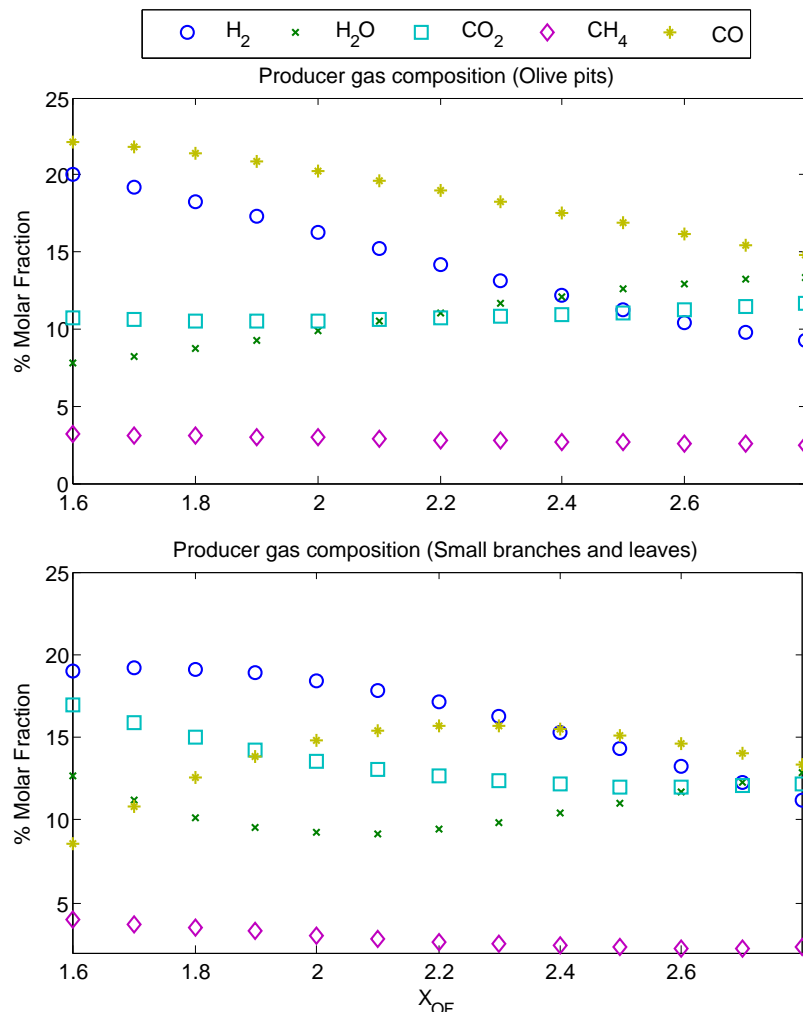 H2 H2O CO2 CH4 CO
Producer gas composition (Olive pits)
25
20
15
10
5
0
% Molar Fraction
1.6 1.8 2 2.2 2.4 2.6
Producer gas composition (Small branches and leaves)
25
20
15
10
5
% Molar Fraction
1.6 1.8 2 2.2 2.4 2.6